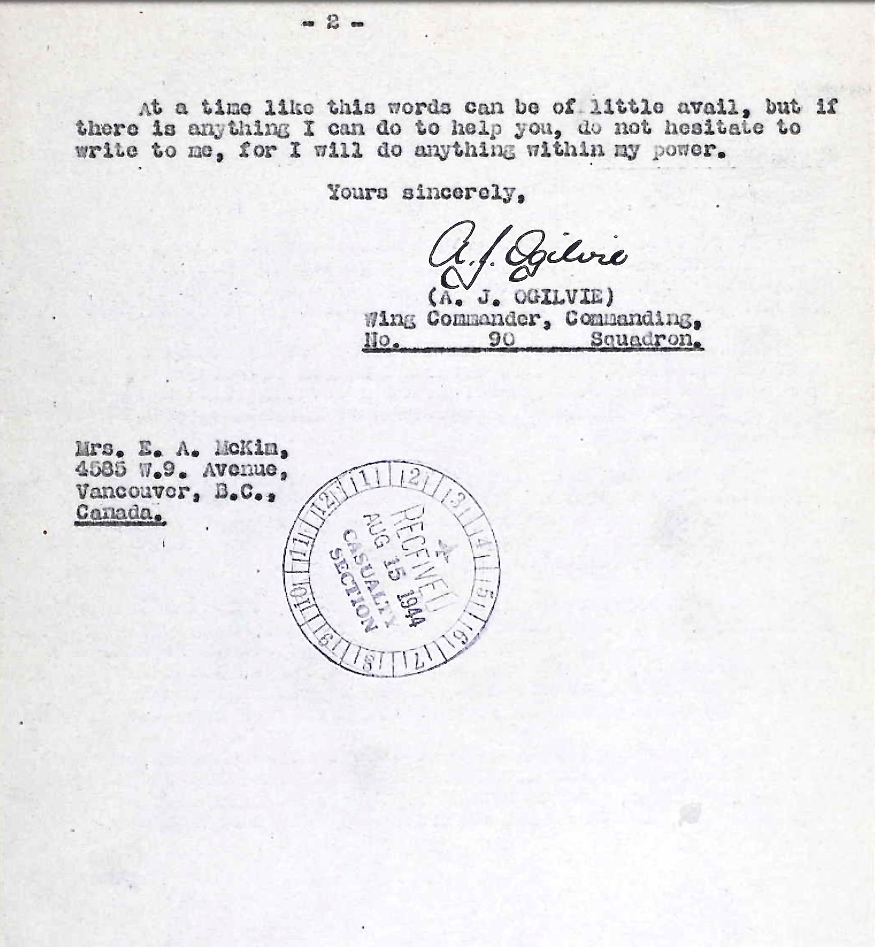 - 2 -
At a time like this words can be of little avail, but if
there is anything I can do to help you, do not hesitate to
write to me, for I will do anything within my power.
Yours sincerely,
A. J. Ogilvie
(A. J. OGILVIE)
Wing Commander, Commanding,
No. 90 Squadron.
Mrs. E. A. McKim,
4585 W.9. Avenue,
Vancouver, B.C.,
Canada.
1 2 3 4 5 6 7 8 9 10 11 12
RECEIVED
AUG 15 1944
CASUALTY
SECTION